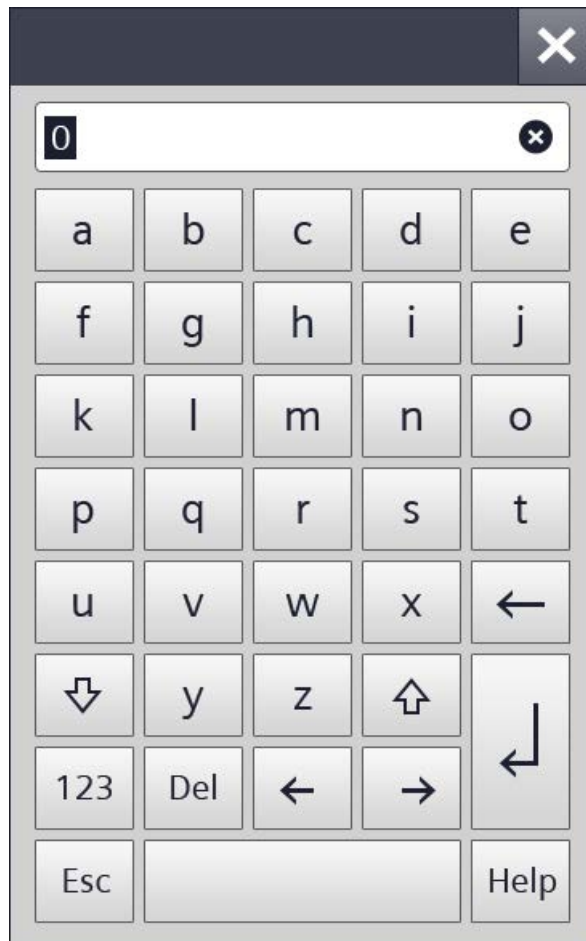 0
a b c d e
f g h i j
k l m n o
p q r s t
u v w x ←
y z
123 Del ← →
Esc Help